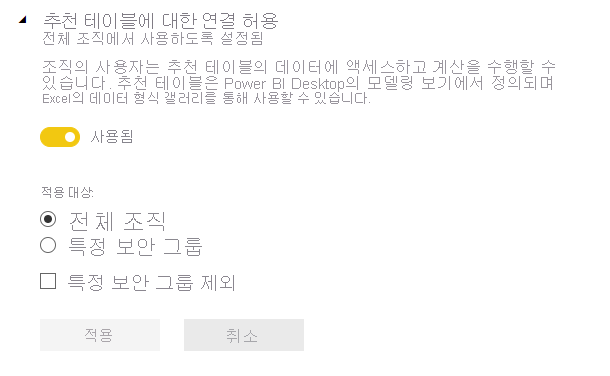 추천 테이블에 대한 연결 허용
전체 조직에서 사용하도록 설정됨
조직의 사용자는 추천 테이블의 데이터에 액세스하고 계산을 수행할 수
있습니다. 추천 테이블은 Power BI Desktop의 모델령 보기에서 정의되며
Excel의 데이터 형식 갤러리를 통해 사용할 수 있습니다.
사용됨
적용 대상:
전체 조직
특정 보안 그룹
특정 보안 그룹 제외
적용
취소